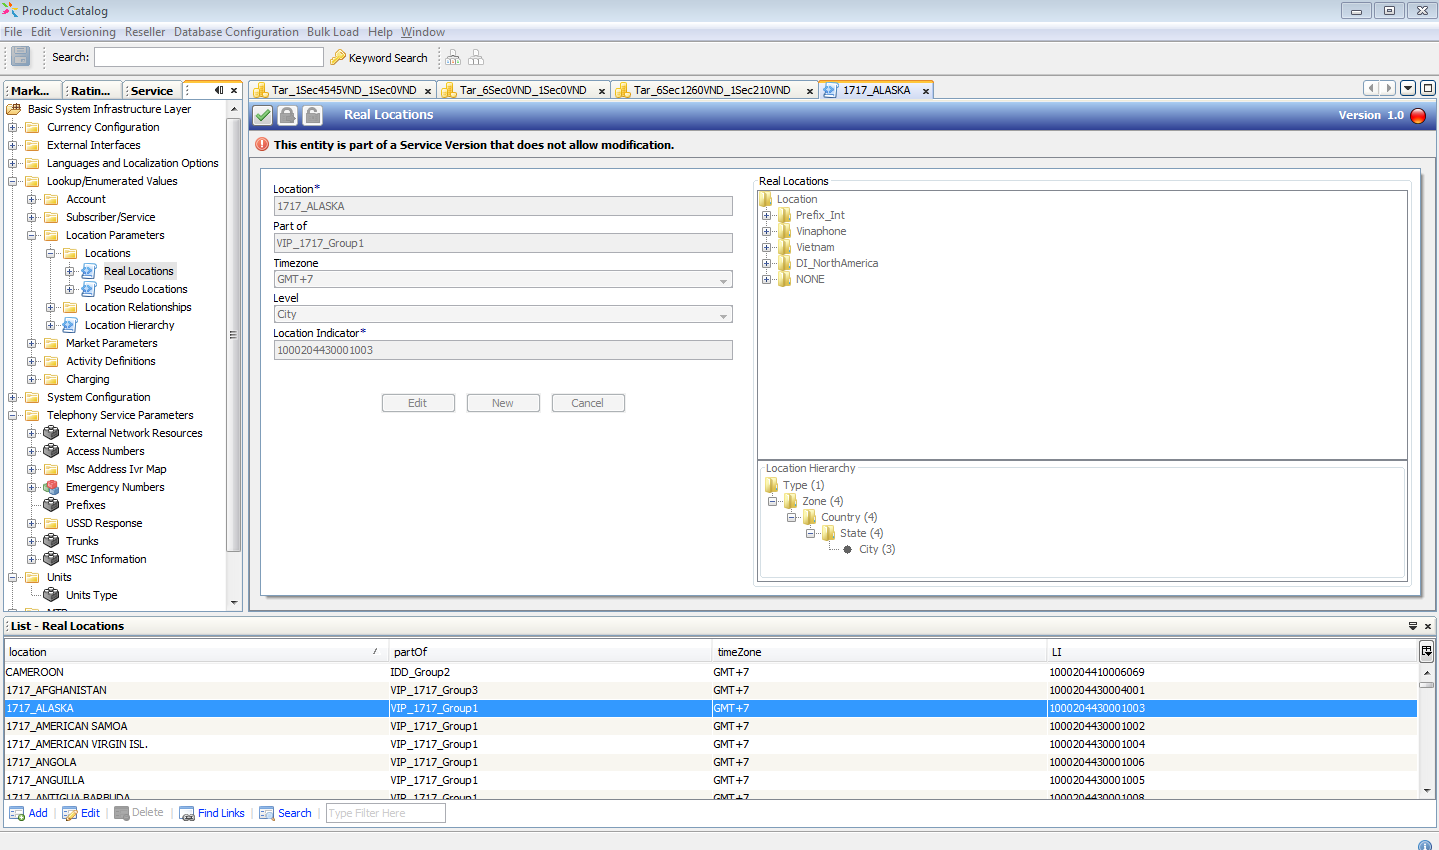 Product Catalog
File Edit Versioning Reseller Database Configuration Bulk Load Help Window
Search: Keyword Search
Mark... Ratin... Service
Tar_1Sec4545VND_1Sec0VND Tar_6Sec0VND_1Sec0VND Tar_6Sec1260VND_1Sec210VND 1717_ALASKA
Real Locations Version 1.0
This entity is part of a Service Version that does not allow modification.
Basic System Infrastructure Layer
Currency Configuration
External Interfaces
Languages and Localization Options
Lookup/Enumerated Values
Account
Subscriber/Service
Location Parameters
Locations
Real Locations
Pseudo Locations
Location Relationships
Location Hierarchy
Market Parameters
Activity Definitions
Charging
System Configuration
Telephony Service Parameters
External Network Resources
Access Numbers
Msc Address Ivr Map
Emergency Numbers
Prefixes
USSD Response
Trunks
MSC Information
Units
Units Type
Location*
1717_ALASKA
Part of
VIP_1717_Group1
Timezone
GMT+7
Level
City
Location Indicator*
1000204430001003
Edit New Cancel
Real Locations
Location
Prefix_Int
Vinaphone
Vietnam
DI_NorthAmerica
NONE
Location Hierarchy
Type (1)
Zone (4)
Country (4)
State (4)
City (3)
List - Real Locations
location partOf timeZone LI
CAMEROON IDD_Group2 GMT+7 1000204410006069
1717_AFGHANISTAN VIP_1717_Group3 GMT+7 1000204430004001
1717_ALASKA VIP_1717_Group1 GMT+7 1000204430001003
1717_AMERICAN SAMOA VIP_1717_Group1 GMT+7 1000204430001002
1717_AMERICAN VIRGIN ISL. VIP_1717_Group1 GMT+7 1000204430001004
1717_ANGOLA VIP_1717_Group1 GMT+7 1000204430001006
1717_ANGUILLA VIP_1717_Group1 GMT+7 1000204430001005
1717_ANTIGUA BARBUDA VIP_1717_Group1 GMT+7 1000204430001008
Add Edit Delete Find Links Search Type Filter Here